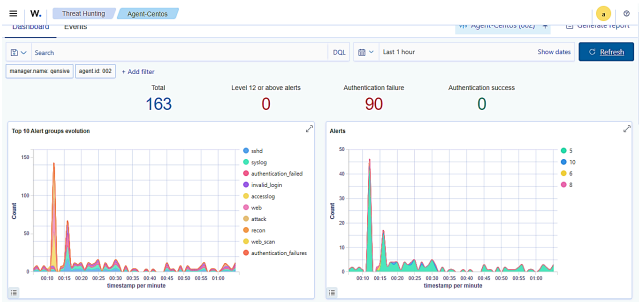 W. Threat Hunting Agent-Centos a
Dashboard Events Agent-Centos (002) Generate report
Search DQL Last 1 hour Show dates Refresh
manager.name: qensive agent.id: 002 + Add filter
Total Level 12 or above alerts Authentication failure Authentication success
163 0 90 0
Top 10 Alert groups evolution
150
100
50
0
Count
00:10 00:15 00:20 00:25 00:30 00:35 00:40 00:45 00:50 00:55 01:00
timestamp per minute
sshd
syslog
authentication_failed
invalid_login
accesslog
web
attack
recon
web_scan
authentication_failures
Alerts
50
40
30
20
10
0
Count
00:10 00:15 00:20 00:25 00:30 00:35 00:40 00:45 00:50 00:55 01:00
timestamp per minute
5
10
6
8